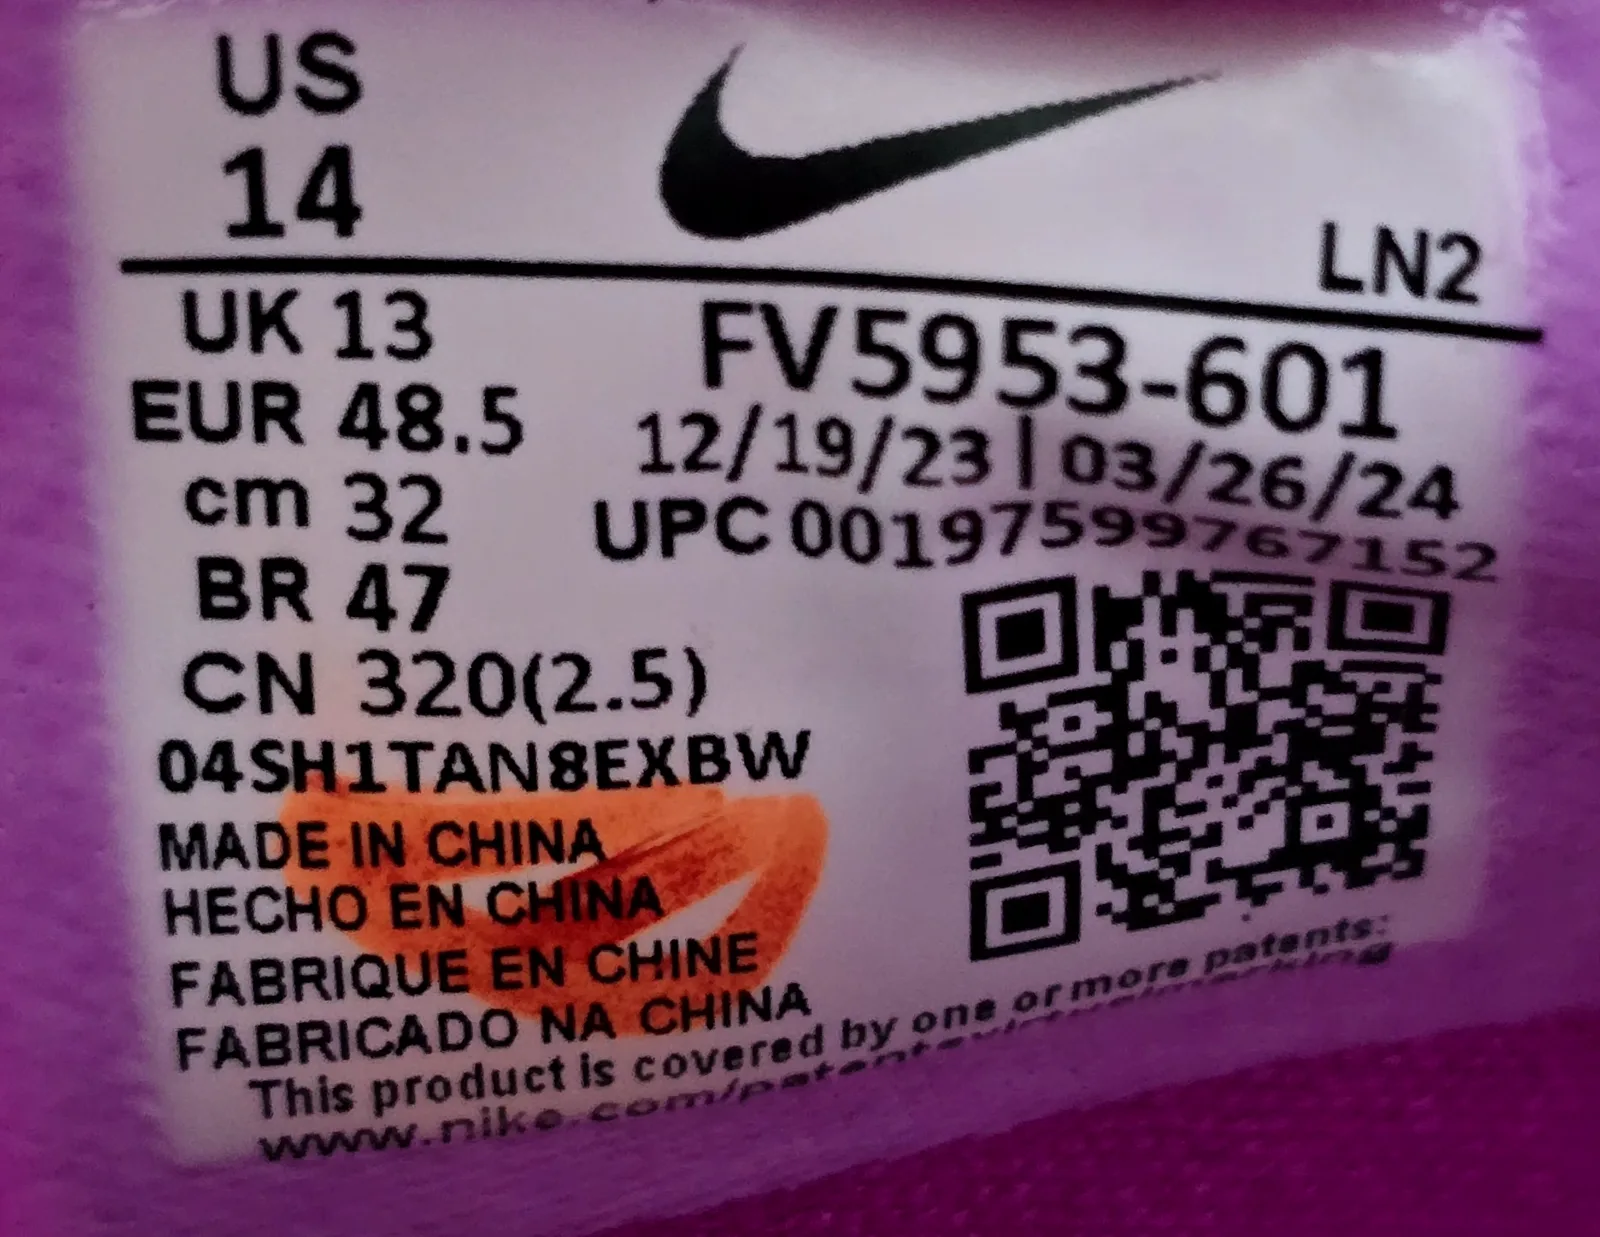 US
14
LN2
UK 13
EUR 48.5
cm 32
BR 47
CN 320(2.5)
FV5953-601
12/19/23 | 03/26/24
UPC 00197599767152
04SH1TAN8EXBW
MADE IN CHINA
HECHO EN CHINA
FABRIQUE EN CHINE
FABRICADO NA CHINA
This product is covered by one or more patents:
www.nike.com/patentvirtualmarking